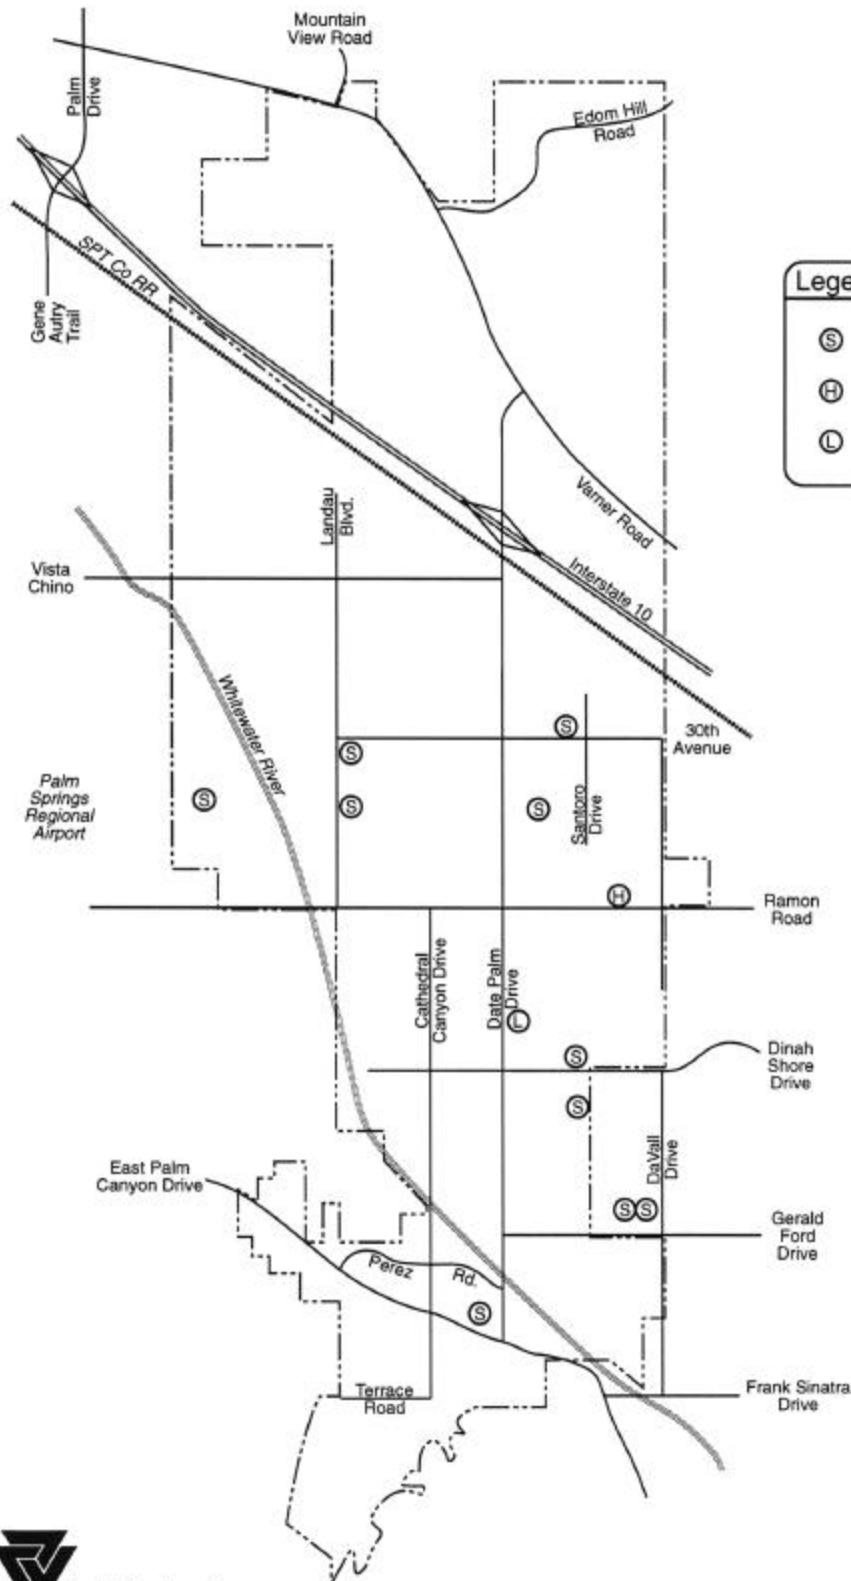 Mountain
View Road
Palm
Drive
Edom Hill
Road
SPT Co RR
Gene
Autry
Trail
Lege
S
H
L
Landau
Blvd.
Varner Road
Vista
Chino
Interstate 10
Whitewater River
30th
Avenue
S
S
Palm
Springs
Regional
Airport
S
S
S
Santoro
Drive
H
Ramon
Road
Cathedral
Canyon Drive
Date Palm
Drive
L
S
Dinah
Shore
Drive
S
DaVall
Drive
East Palm
Canyon Drive
S
S
Gerald
Ford
Drive
Perez Rd.
S
Terrace
Road
Frank Sinatra
Drive